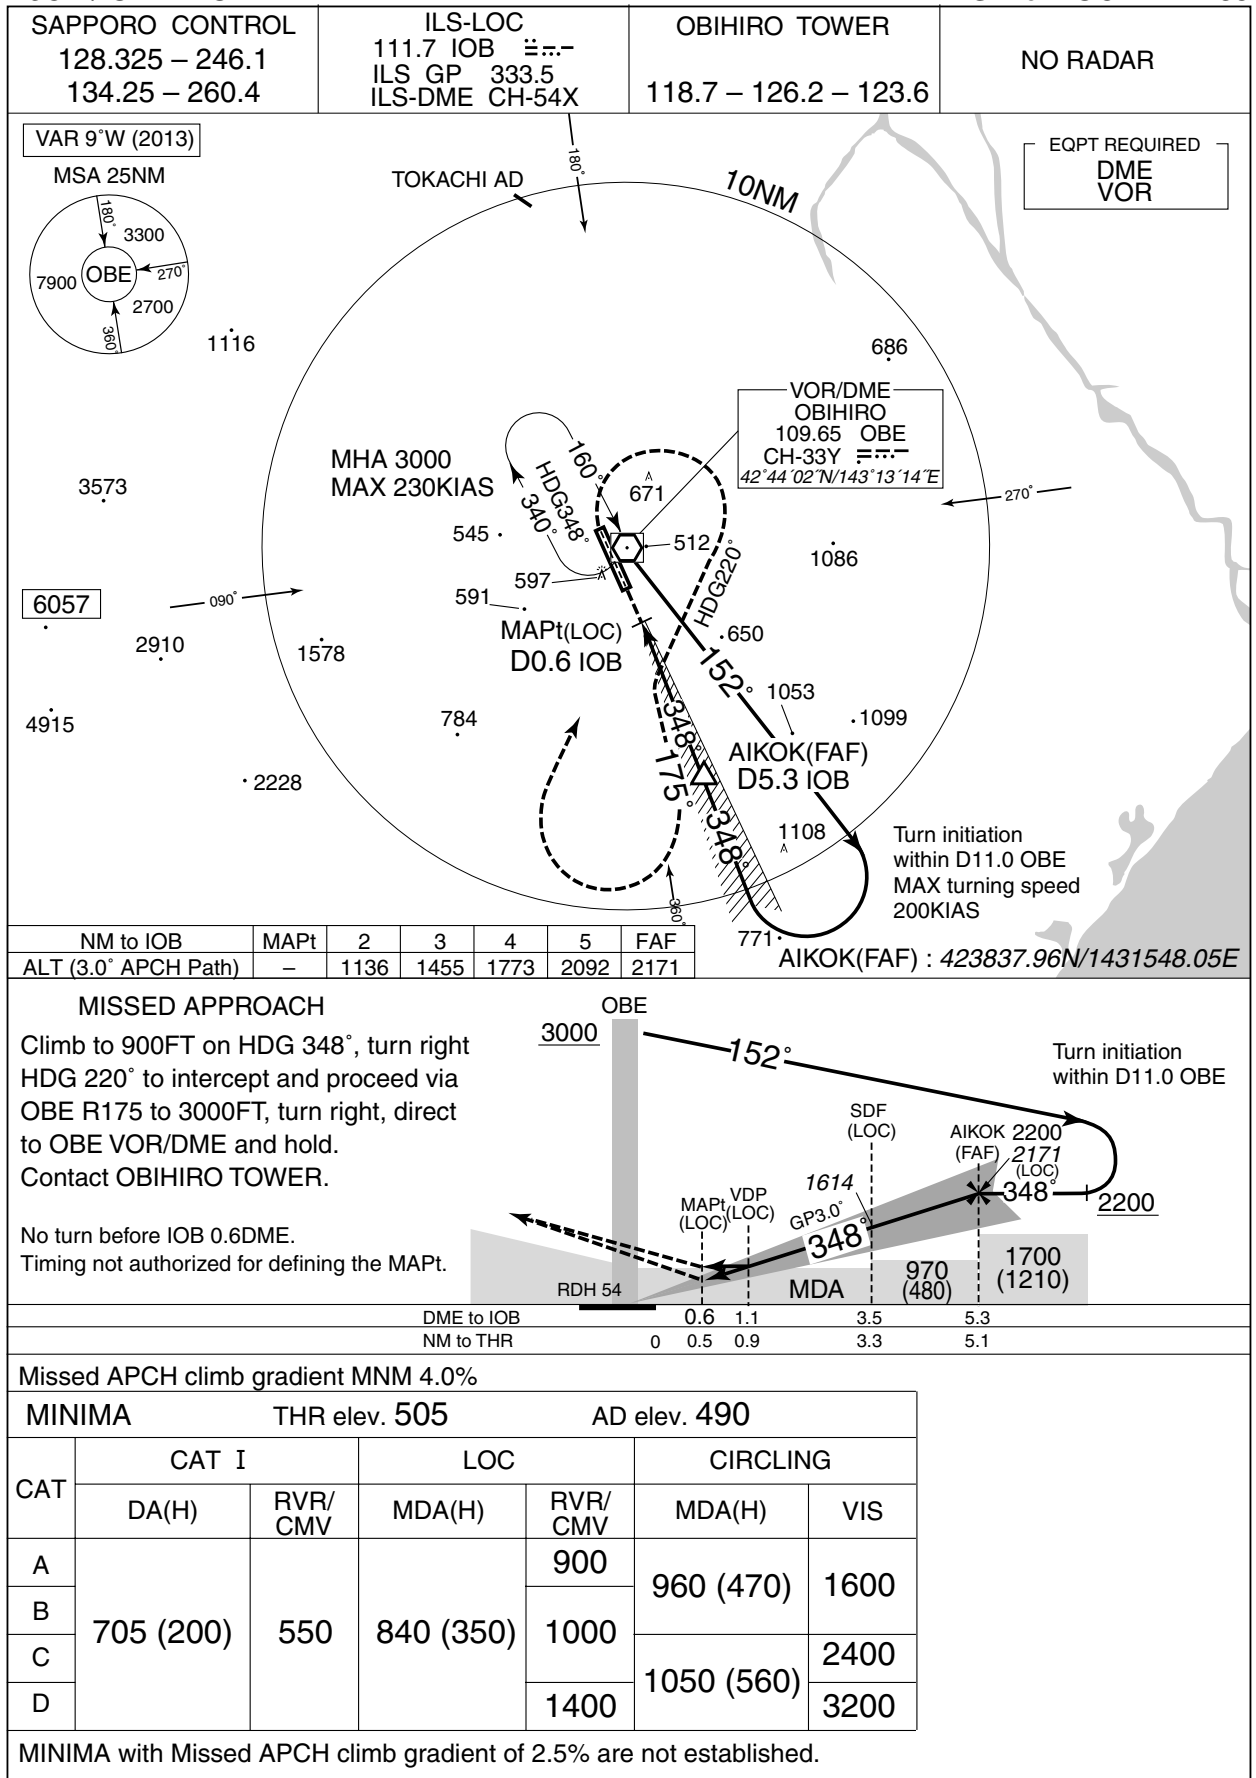 SAPPORO CONTROL
128.325 – 246.1
134.25 – 260.4
ILS-LOC
111.7 IOB
ILS GP 333.5
ILS-DME CH-54X
OBIHIRO TOWER
118.7 – 126.2 – 123.6
NO RADAR
VAR 9˚W (2013)
MSA 25NM
180˚
3300
OBE
7900
270˚
2700
360˚
EQPT REQUIRED
DME
VOR
TOKACHI AD
180˚
10NM
1116
686
VOR/DME
OBIHIRO
109.65 OBE
CH-33Y
42˚44´02˝N/143˚13´14˝E
MHA 3000
MAX 230KIAS
160˚
HDG348˚
340˚
671
3573
270˚
545
512
1086
597
HDG220˚
6057
090˚
591
MAPt(LOC)
D0.6 IOB
650
2910
1578
152˚
1053
4915
784
348˚
1099
AIKOK(FAF)
D5.3 IOB
175˚
2228
348˚
1108
Turn initiation
within D11.0 OBE
MAX turning speed
200KIAS
360˚
771
AIKOK(FAF) : 423837.96N/1431548.05E
NM to IOB MAPt 2 3 4 5 FAF
ALT (3.0˚ APCH Path) – 1136 1455 1773 2092 2171
MISSED APPROACH
Climb to 900FT on HDG 348˚, turn right
HDG 220˚ to intercept and proceed via
OBE R175 to 3000FT, turn right, direct
to OBE VOR/DME and hold.
Contact OBIHIRO TOWER.
No turn before IOB 0.6DME.
Timing not authorized for defining the MAPt.
OBE
3000
152˚
Turn initiation
within D11.0 OBE
SDF
(LOC)
AIKOK 2200
(FAF) 2171
(LOC)
1614
MAPt
(LOC)
VDP
(LOC)
GP3.0˚
348˚
348˚
2200
RDH 54
MDA
970
(480)
1700
(1210)
DME to IOB 0.6 1.1 3.5 5.3
NM to THR 0 0.5 0.9 3.3 5.1
Missed APCH climb gradient MNM 4.0%
MINIMA THR elev. 505 AD elev. 490
CAT
CAT I LOC CIRCLING
DA(H) RVR/CMV MDA(H) RVR/CMV MDA(H) VIS
A
B
C
D
705 (200)
550
840 (350)
900
1000
1400
960 (470)
1050 (560)
1600
2400
3200
MINIMA with Missed APCH climb gradient of 2.5% are not established.